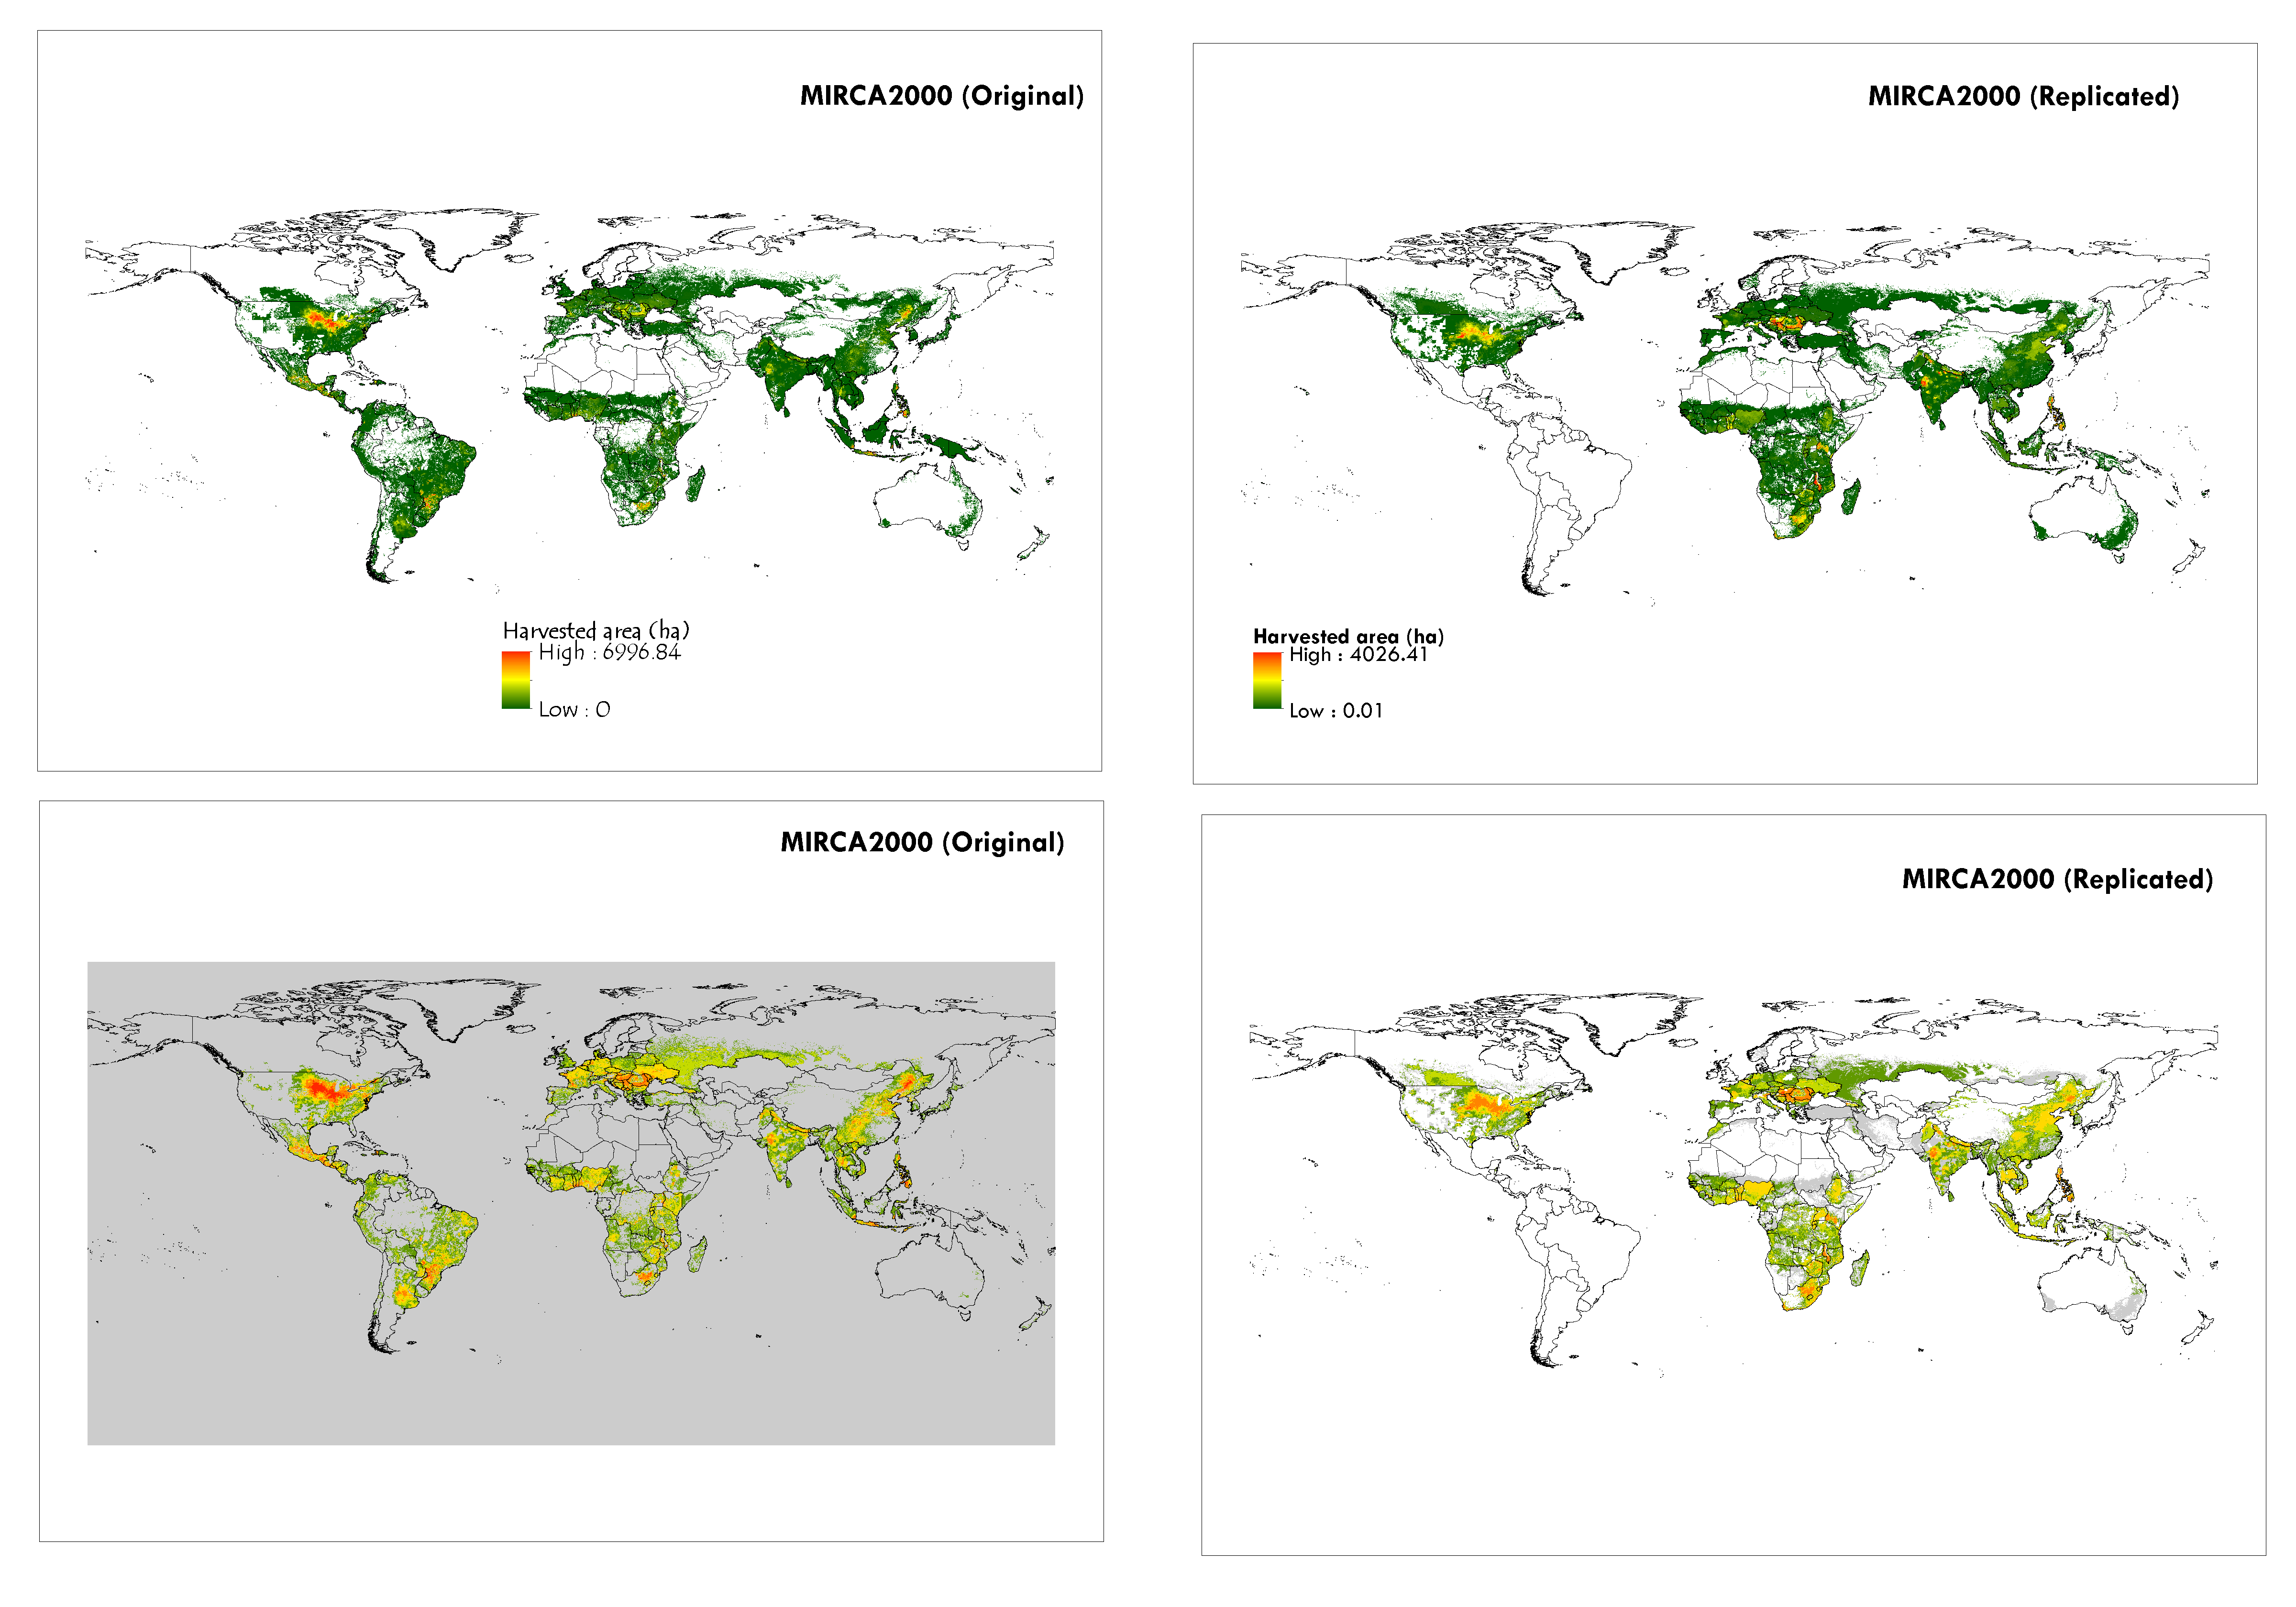 MIRCA2000 (Original)
Harvested area (ha)
High : 6996.84
Low : 0
MIRCA2000 (Replicated)
Harvested area (ha)
High : 4026.41
Low : 0.01
MIRCA2000 (Original)
MIRCA2000 (Replicated)